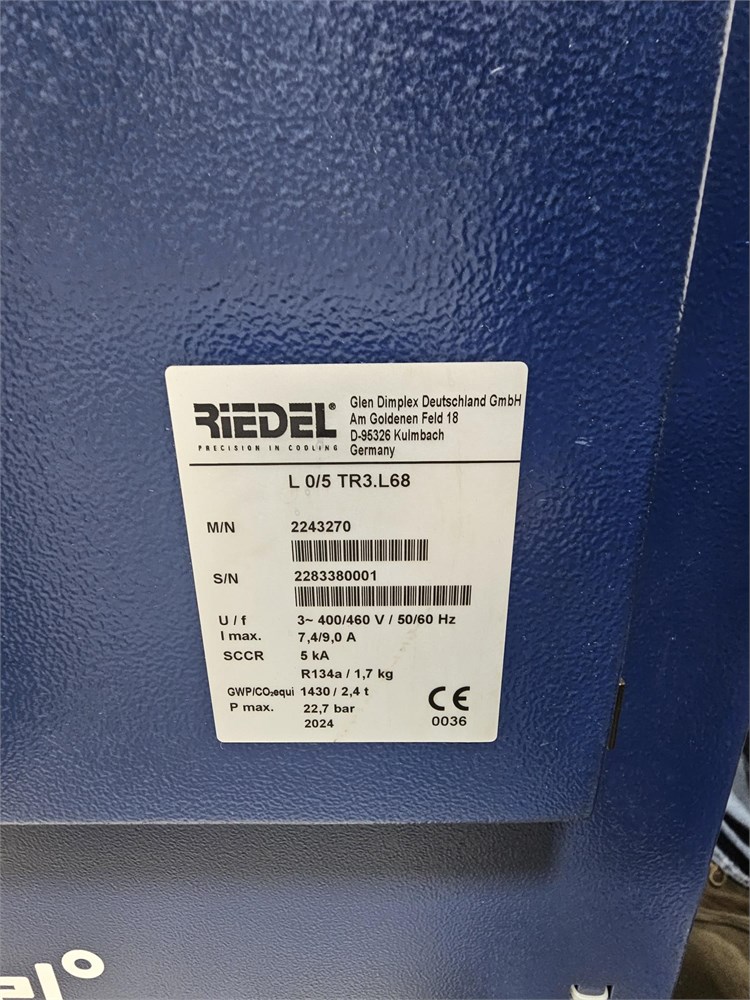 RIEDEL®
PRECISION IN COOLING
Glen Dimplex Deutschland GmbH
Am Goldenen Feld 18
D-95326 Kulmbach
Germany
L 0/5 TR3.L68
M/N 2243270
S/N 2283380001
U / f 3~ 400/460 V / 50/60 Hz
I max. 7,4/9,0 A
SCCR 5 kA
R134a / 1,7 kg
GWP/CO₂equi 1430 / 2,4 t
P max. 22,7 bar
2024
CE
0036